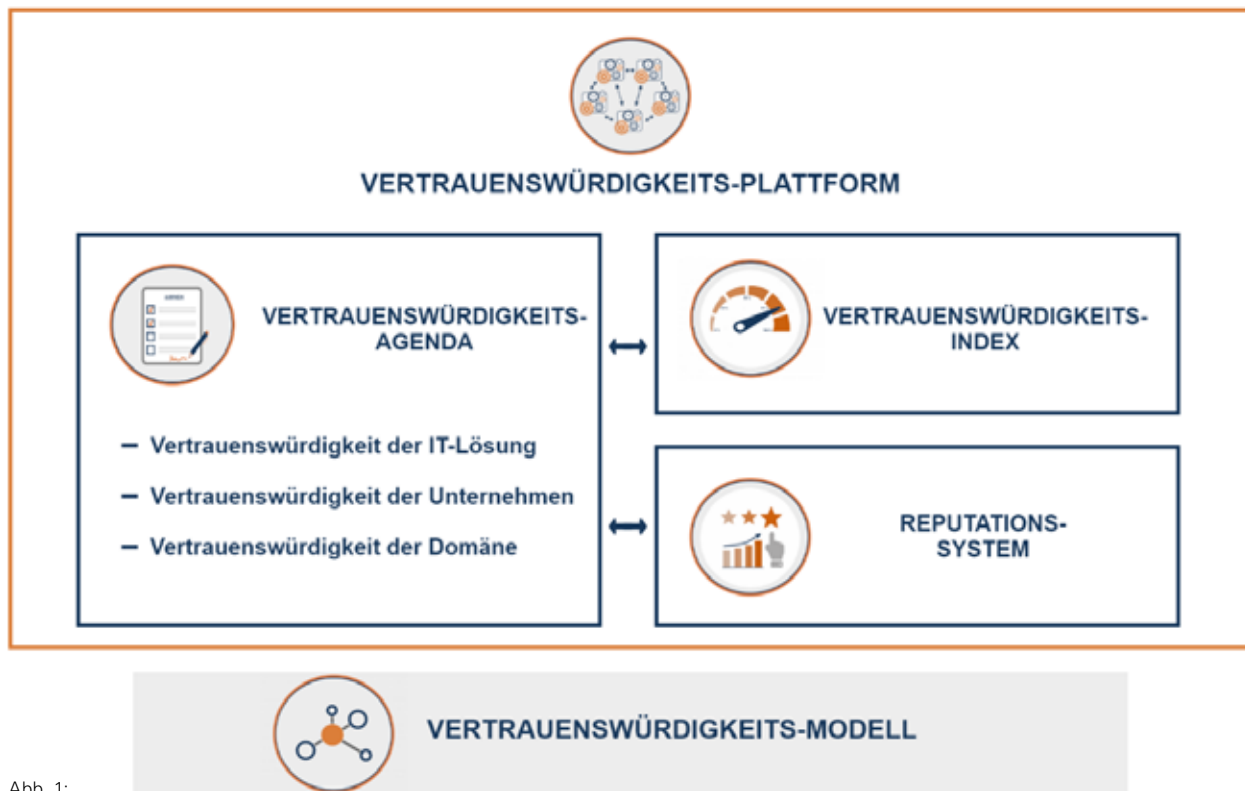 VERTRAUENSWÜRDIGKEITS-PLATTFORM
VERTRAUENSWÜRDIGKEITS-
AGENDA
– Vertrauenswürdigkeit der IT-Lösung
– Vertrauenswürdigkeit der Unternehmen
– Vertrauenswürdigkeit der Domäne
VERTRAUENSWÜRDIGKEITS-
INDEX
REPUTATIONS-
SYSTEM
VERTRAUENSWÜRDIGKEITS-MODELL
Abb. 1: